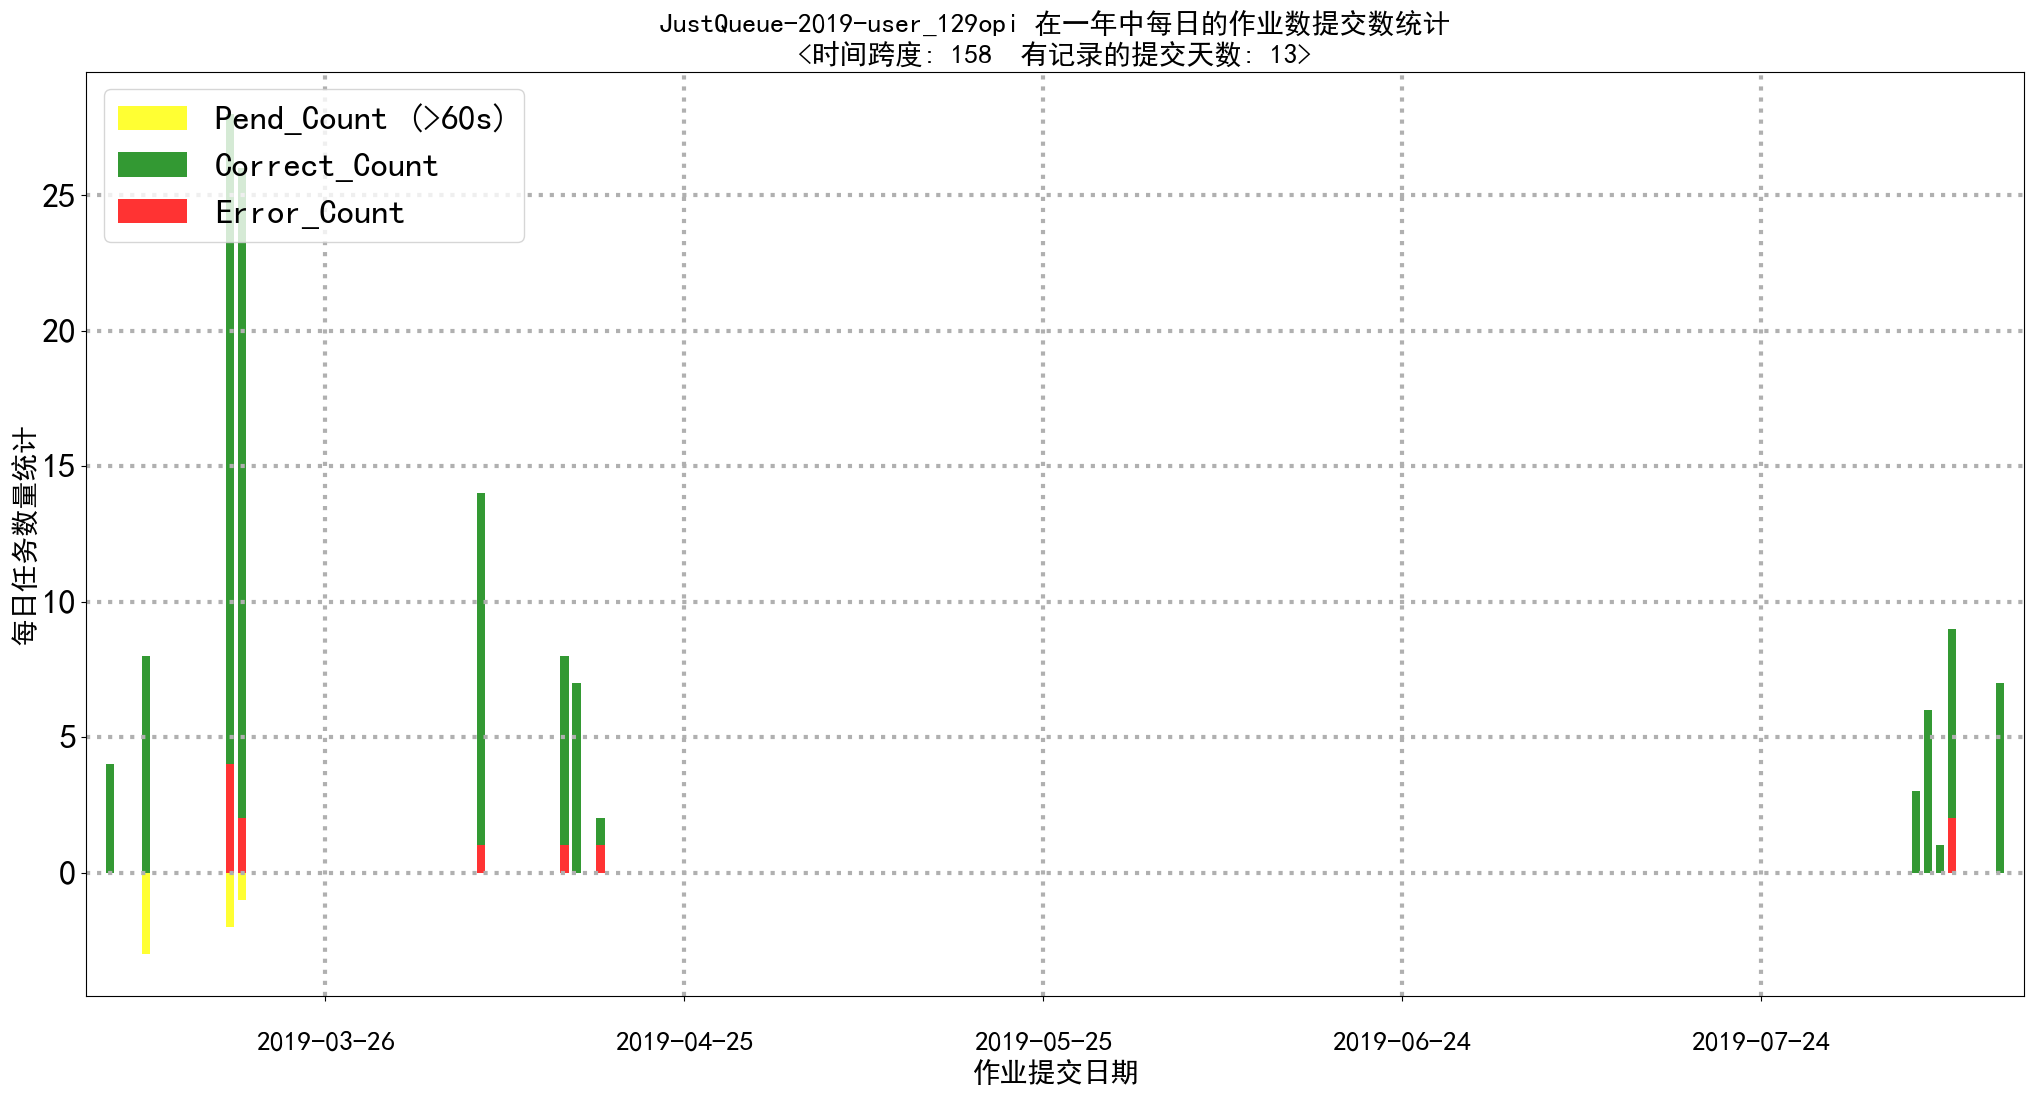 JustQueue-2019-user_129opi 在一年中每日的作业数提交数统计
<时间跨度: 158  有记录的提交天数: 13>
Pend_Count (>60s)
Correct_Count
Error_Count
25
20
15
10
5
0
每日任务数量统计
2019-03-26
2019-04-25
2019-05-25
2019-06-24
2019-07-24
作业提交日期